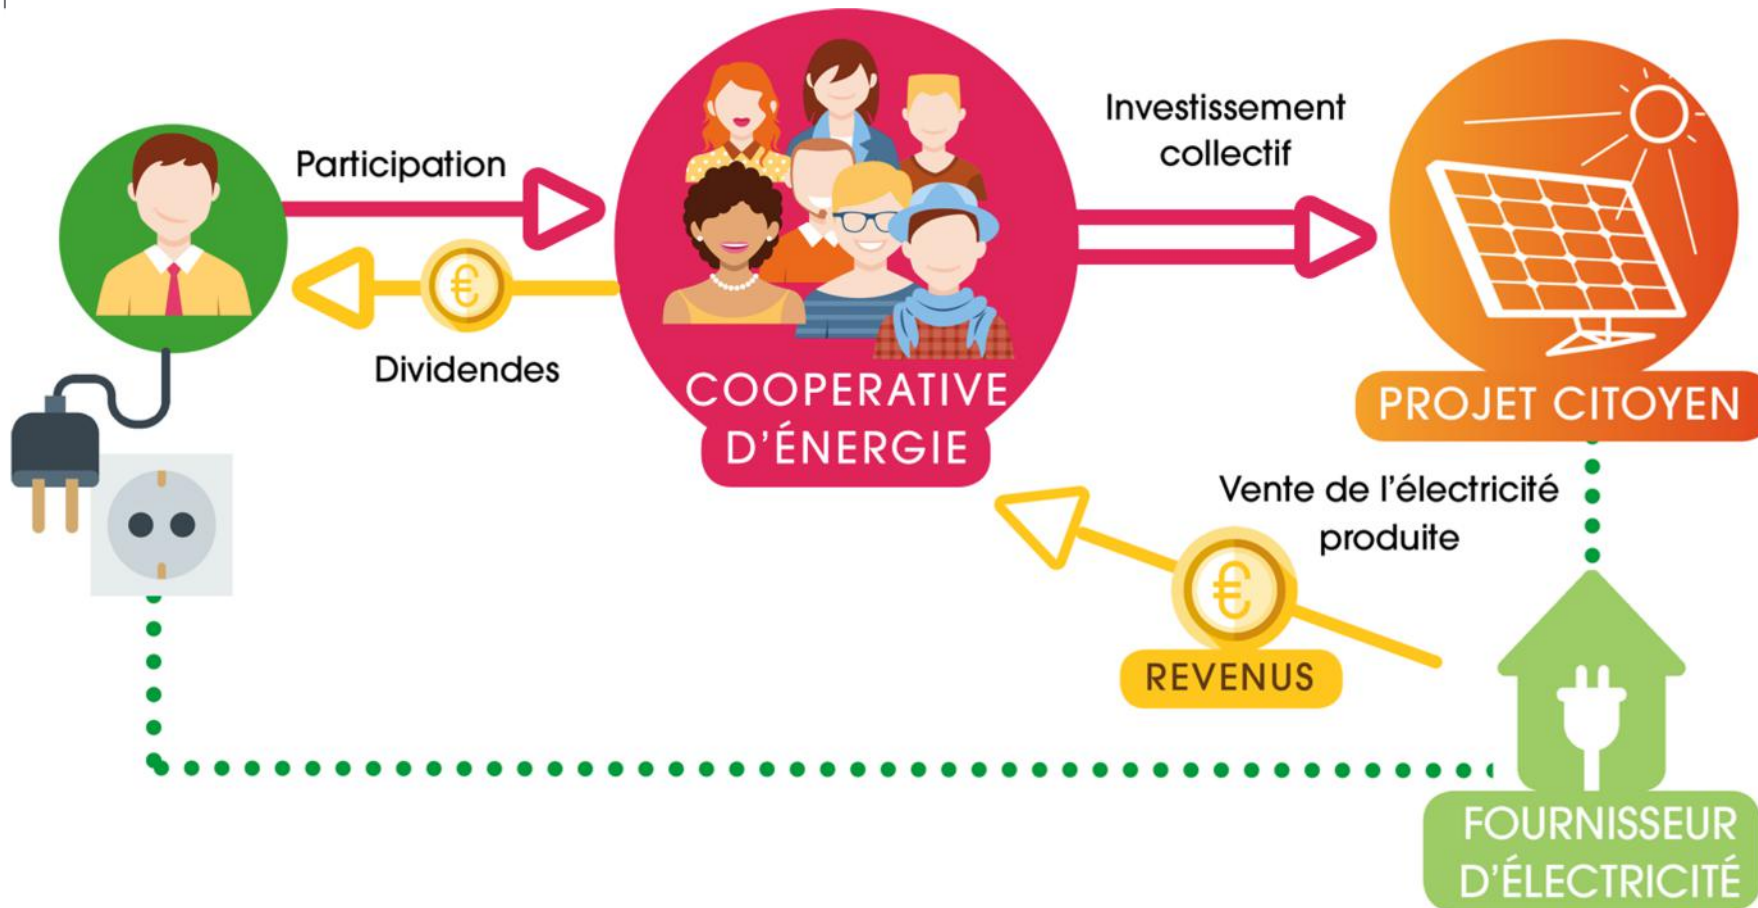 Participation
Dividendes
COOPERATIVE
D'ÉNERGIE
Investissement
collectif
PROJET CITOYEN
Vente de l'électricité
produite
€
€
REVENUS
FOURNISSEUR
D'ÉLECTRICITÉ